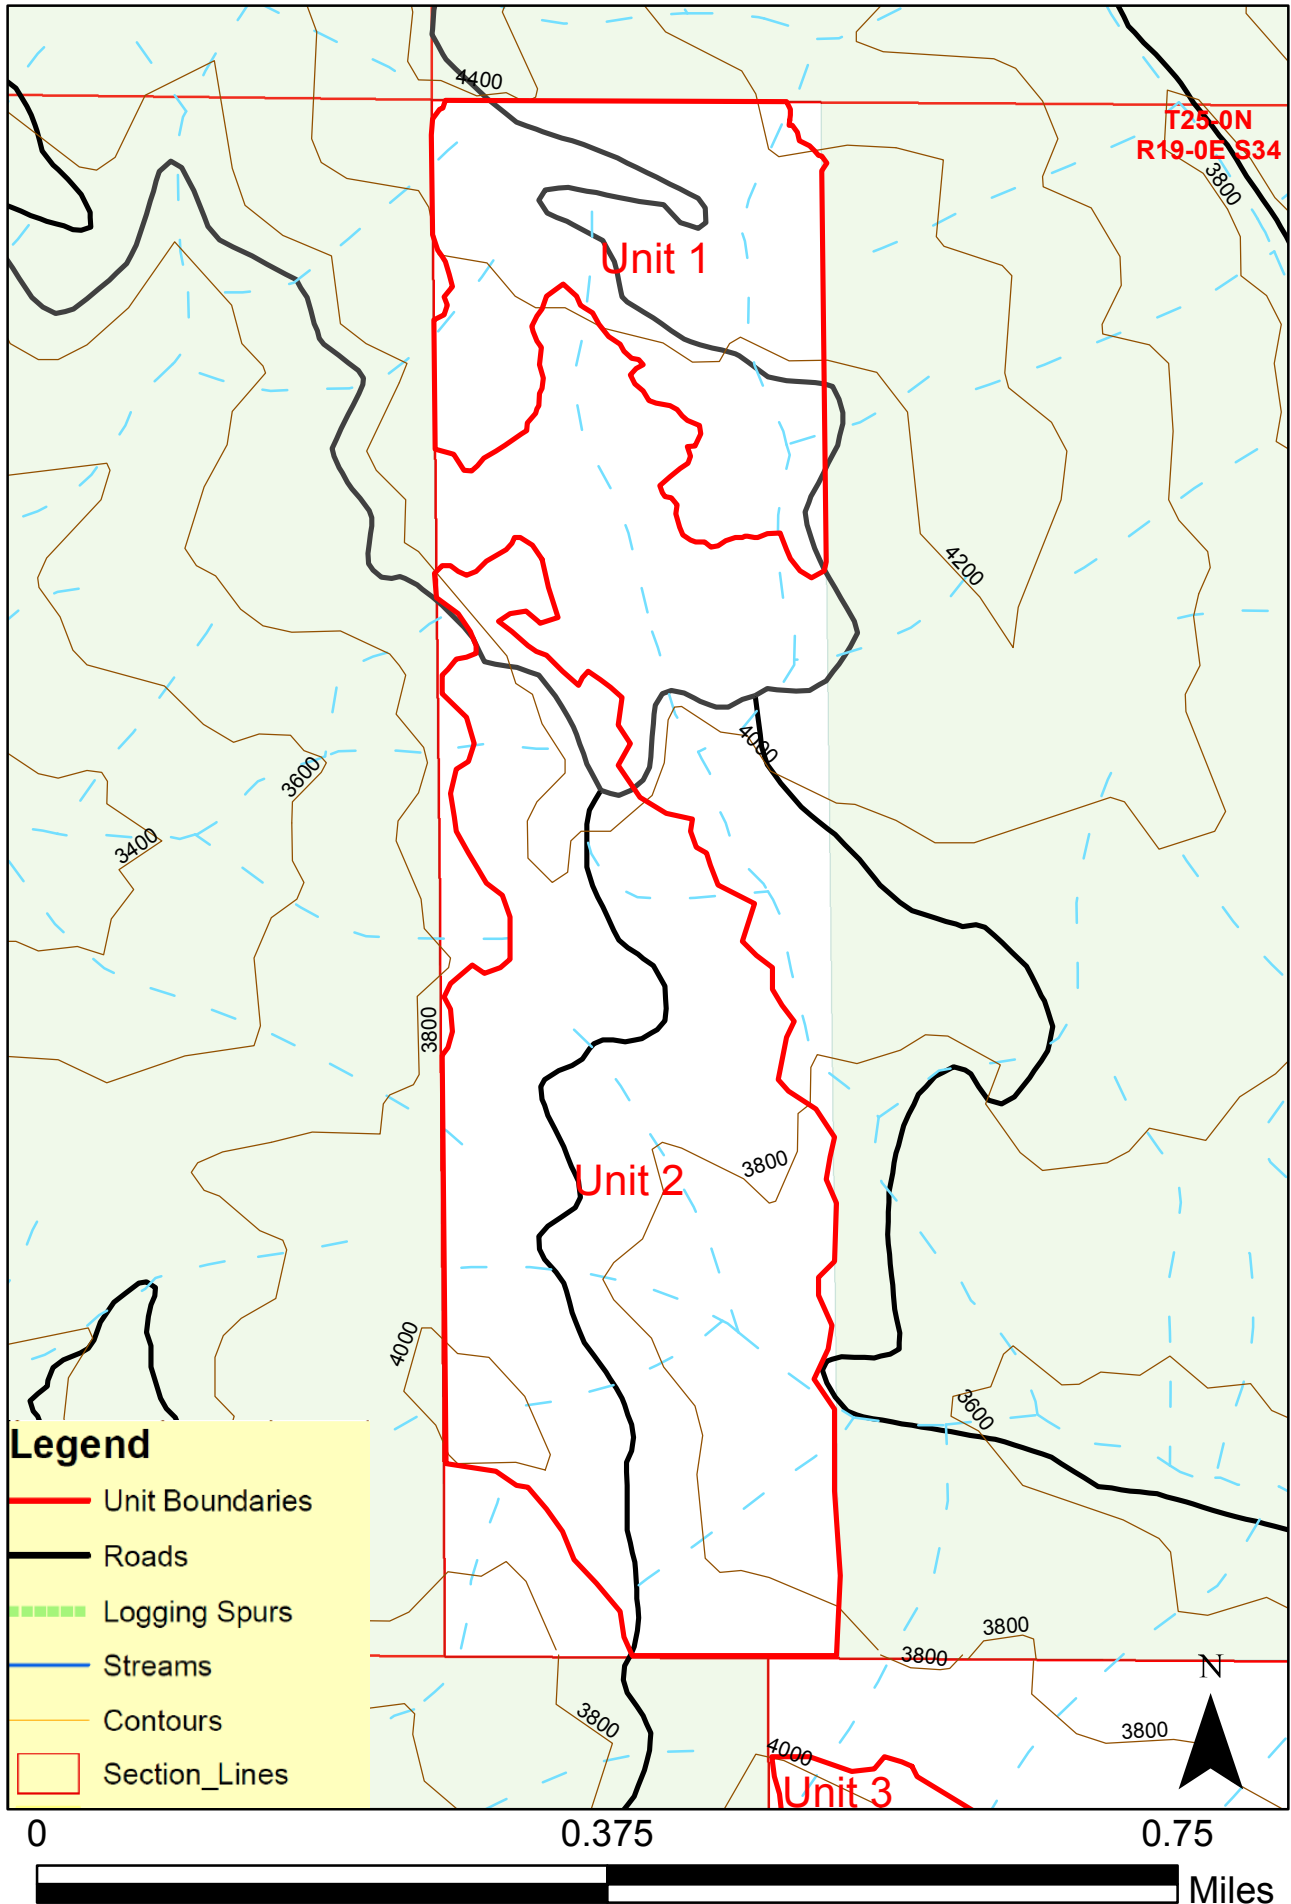 4400
T25-0N
R19-0E S34
3800
Unit 1
4200
4000
3600
3400
3800
3800
Unit 2
4000
3600
Legend
Unit Boundaries
Roads
Logging Spurs
Streams
Contours
Section_Lines
3800
3800
N
3800
3800
4000
Unit 3
0
0.375
0.75
Miles